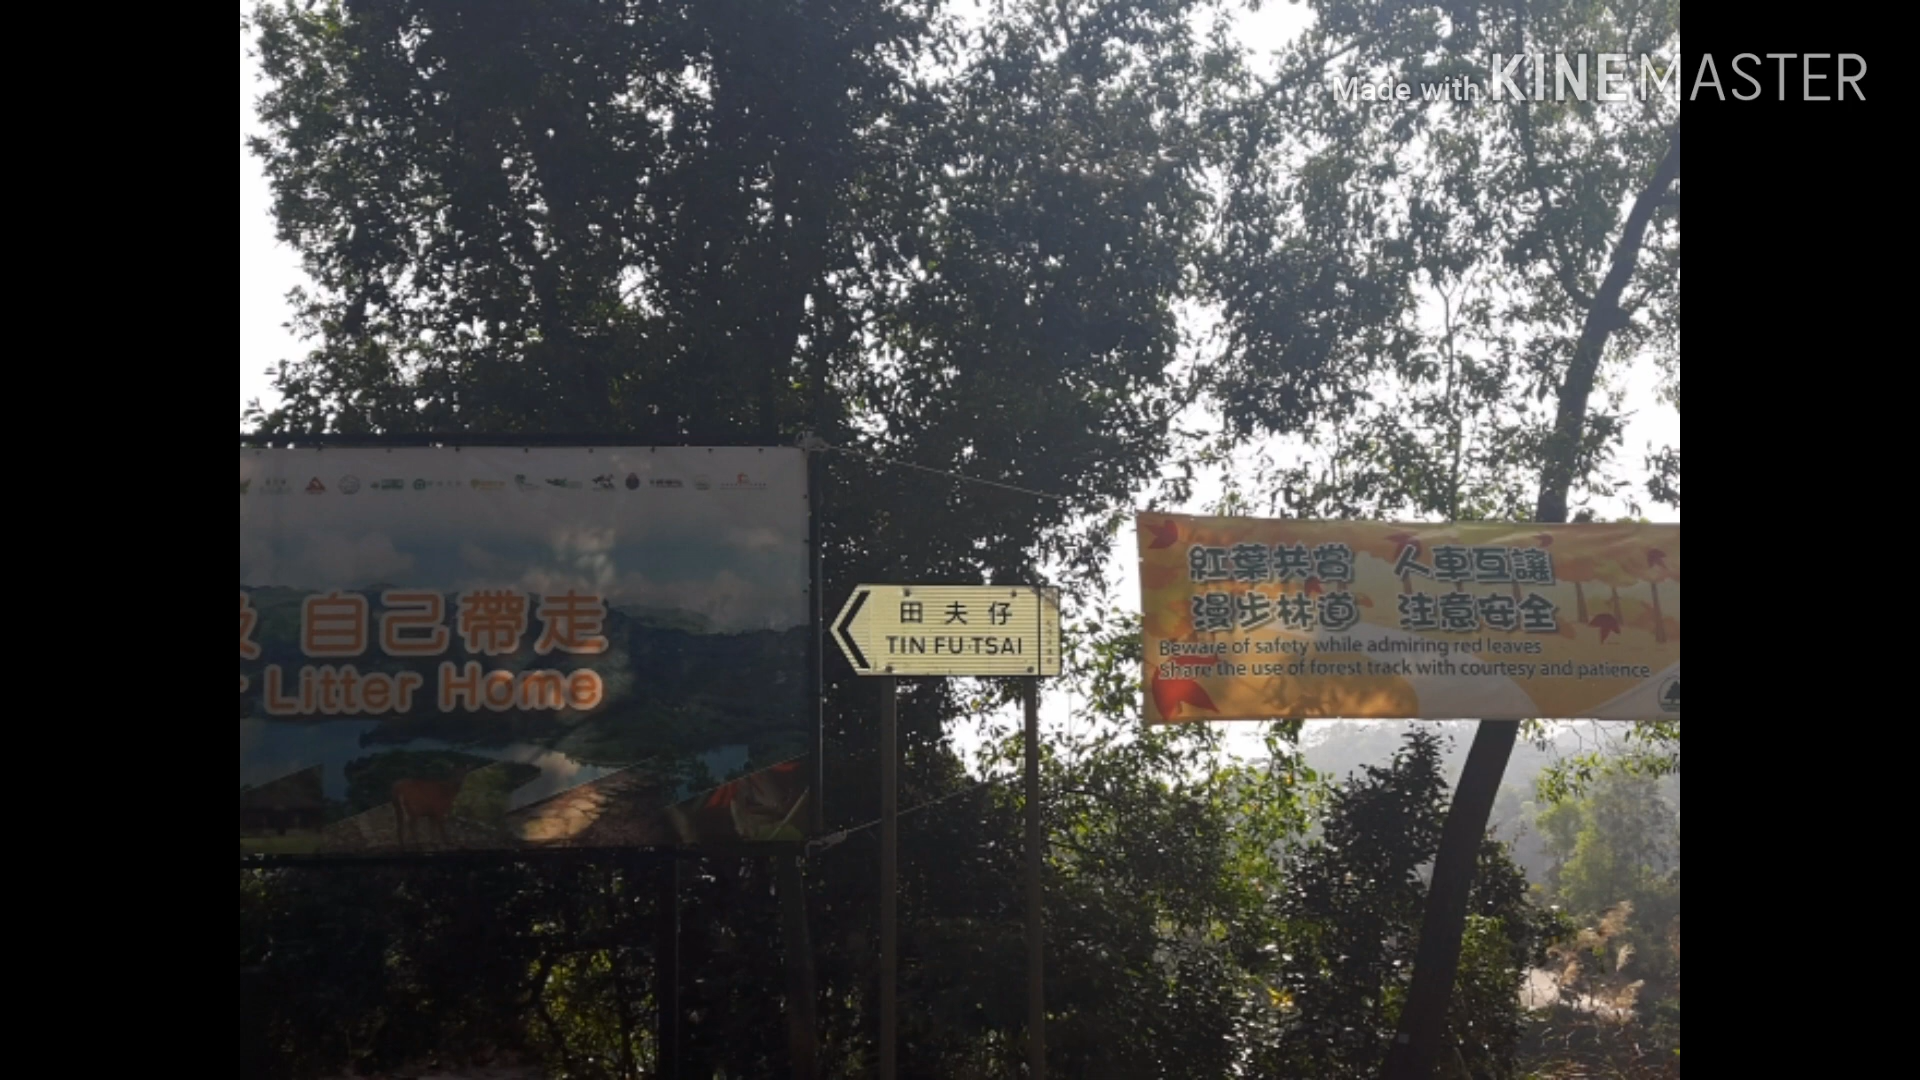 Made with KINEMASTER
自己帶走
Litter Home
田夫仔
TIN FU TSAI
紅葉共賞 人車互讓
漫步林道 注意安全
Beware of safety while admiring red leaves
Share the use of forest track with courtesy and patience